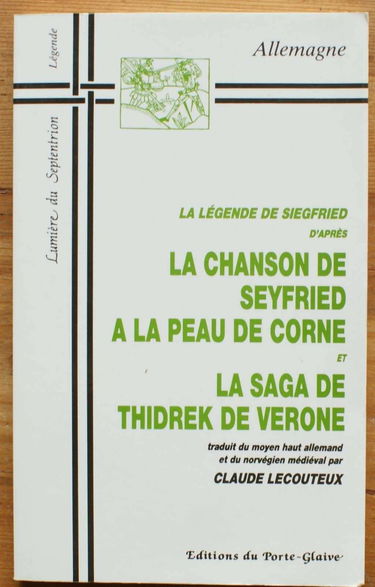 Allemagne
Lumière du Septentrion
Légende
LA LÉGENDE DE SIEGFRIED
D'APRÈS
LA CHANSON DE
SEYFRIED
A LA PEAU DE CORNE
ET
LA SAGA DE
THIDREK DE VERONE
traduit du moyen haut allemand
et du norvégien médiéval par
CLAUDE LECOUTEUX
Editions du Porte-Glaive